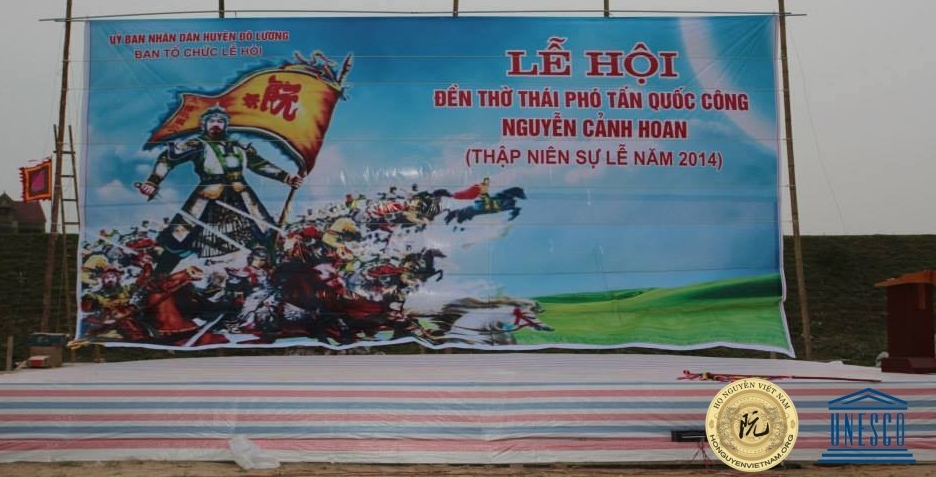 ỦY BAN NHÂN DÂN HUYỆN ĐÔ LƯƠNG
BAN TỔ CHỨC LỄ HỘI
阮
LỄ HỘI
ĐỀN THỜ THÁI PHÓ TẤN QUỐC CÔNG
NGUYỄN CẢNH HOAN
(THẬP NIÊN SỰ LỄ NĂM 2014)
HỌ NGUYỄN VIỆT NAM
阮
HONGUYENVIETNAM.ORG
UNESCO